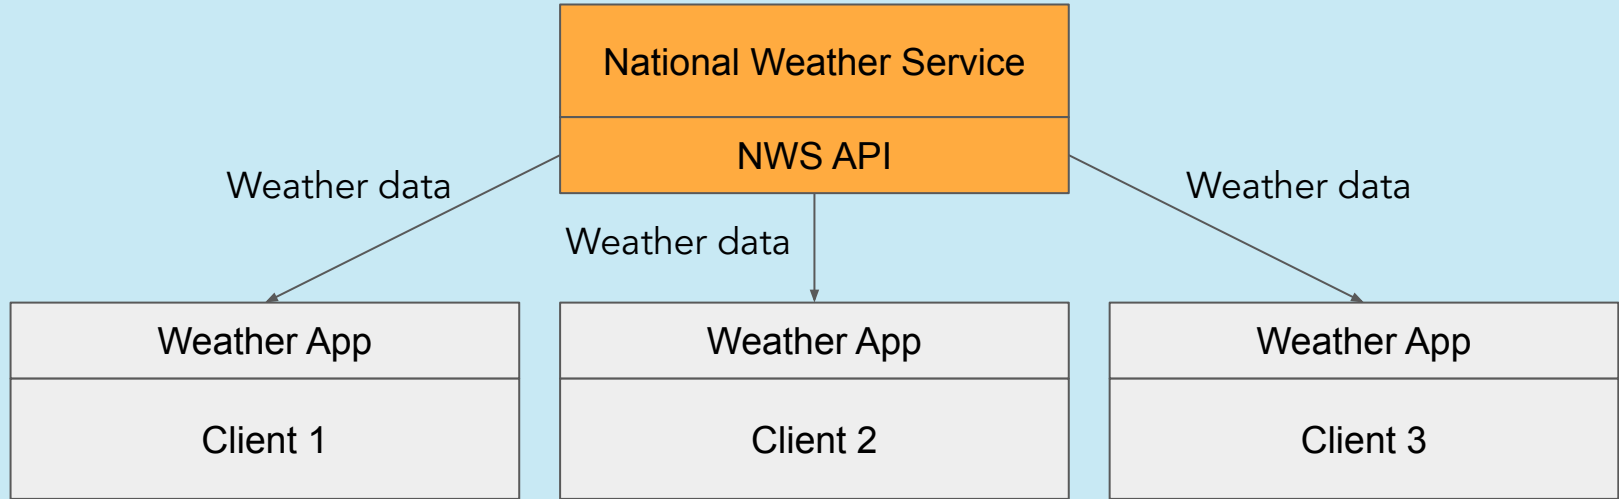 National Weather Service
NWS API
Weather data
Weather data
Weather data
Weather App
Weather App
Weather App
Client 1
Client 2
Client 3